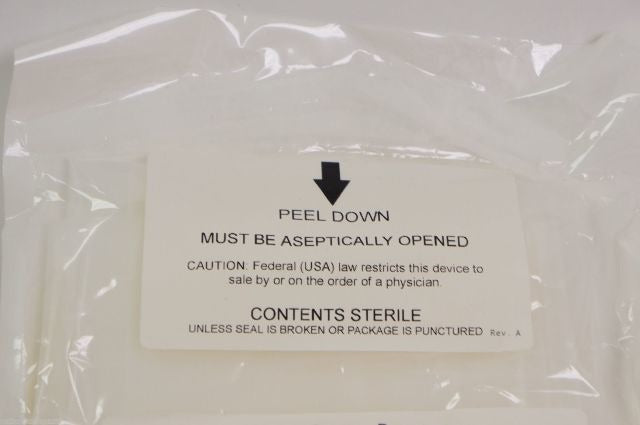 PEEL DOWN
MUST BE ASEPTICALLY OPENED
CAUTION: Federal (USA) law restricts this device to
sale by or on the order of a physician.
CONTENTS STERILE
UNLESS SEAL IS BROKEN OR PACKAGE IS PUNCTURED Rev. A